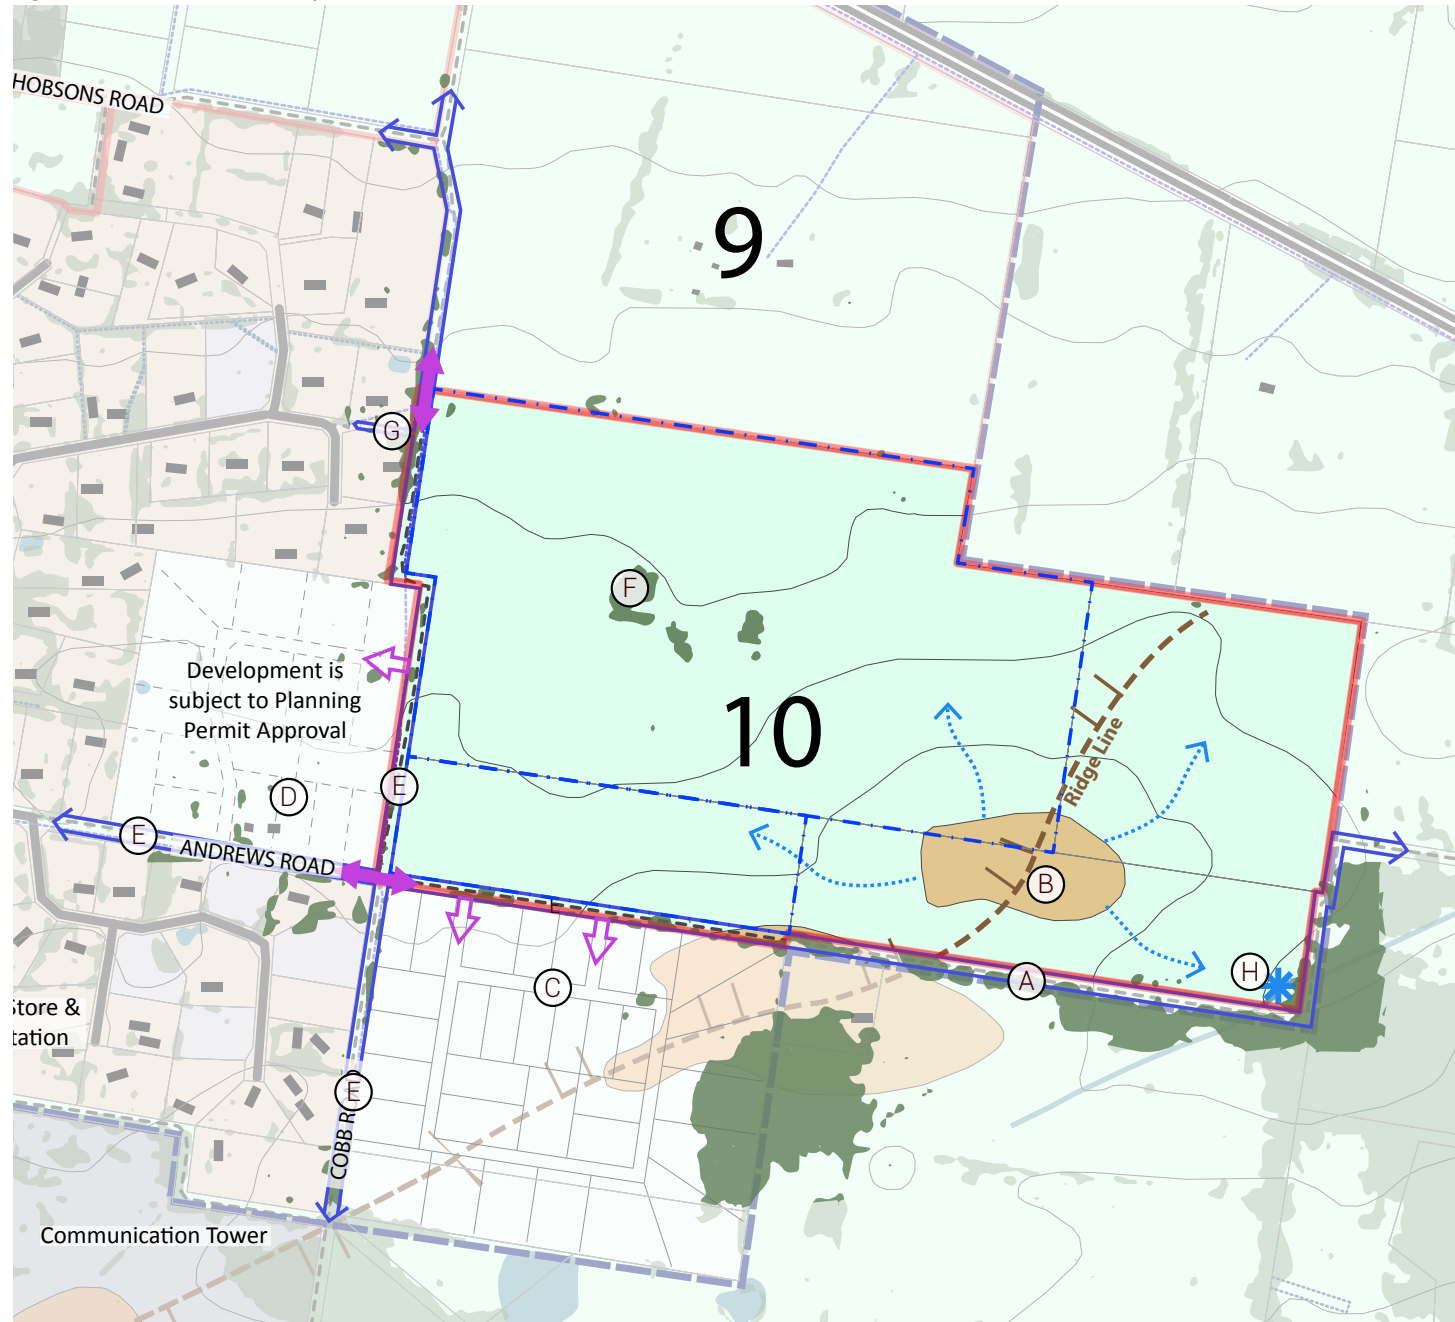 HOBSONS ROAD
9
G
F
Development is
subject to Planning
Permit Approval
10
Ridge Line
E
D
E
ANDREWS ROAD
B
E
H
A
C
Store &
tation
E
COBB R
Communication Tower